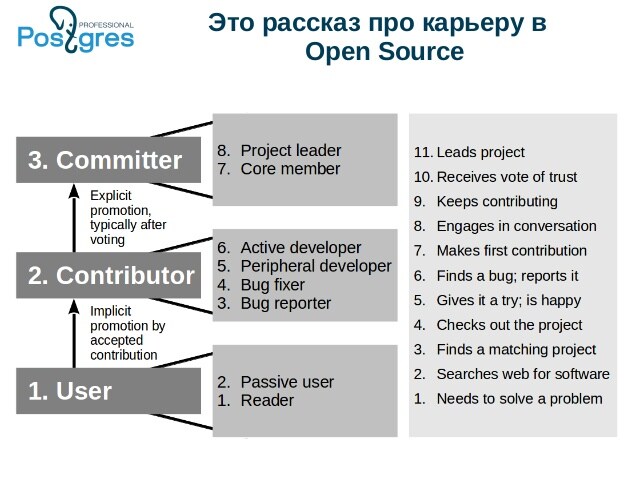 PROFESSIONAL
Postgres
Это рассказ про карьеру в
Open Source
3. Committer
8. Project leader
7. Core member
Explicit
promotion,
typically after
voting
2. Contributor
6. Active developer
5. Peripheral developer
4. Bug fixer
3. Bug reporter
Implicit
promotion by
accepted
contribution
1. User
2. Passive user
1. Reader
11. Leads project
10. Receives vote of trust
9. Keeps contributing
8. Engages in conversation
7. Makes first contribution
6. Finds a bug; reports it
5. Gives it a try; is happy
4. Checks out the project
3. Finds a matching project
2. Searches web for software
1. Needs to solve a problem